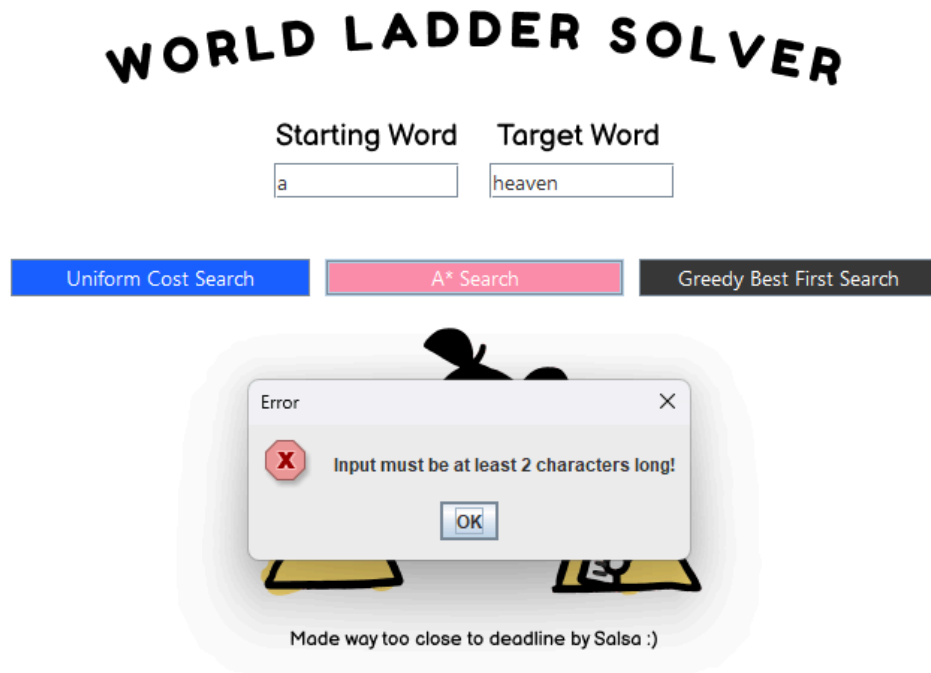 WORLD LADDER SOLVER
Starting Word Target Word
a heaven
Uniform Cost Search A* Search Greedy Best First Search
Error
X
Input must be at least 2 characters long!
OK
Made way too close to deadline by Salsa :)